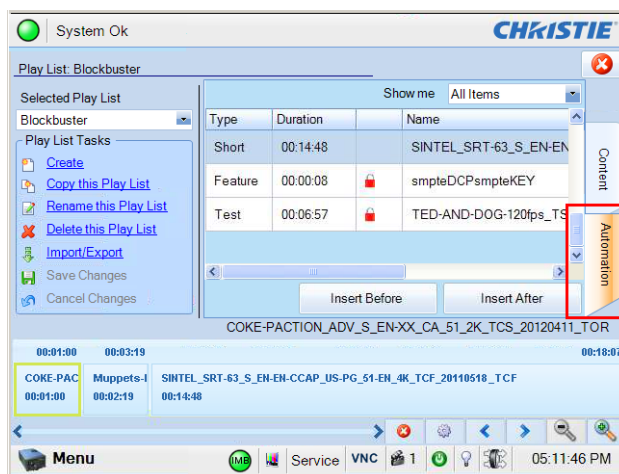 System Ok
CHRISTIE
Play List: Blockbuster
Selected Play List
Blockbuster
Play List Tasks
Create
Copy this Play List
Rename this Play List
Delete this Play List
Import/Export
Save Changes
Cancel Changes
Show me All Items
Type Duration Name
Short 00:14:48 SINTEL_SRT-63_S_EN-EN
Feature 00:00:08 smpteDCPsmpteKEY
Test 00:06:57 TED-AND-DOG-120fps_TS
Insert Before Insert After
Content
Automation
COKE-PACTION_ADV_S_EN-XX_CA_51_2K_TCS_20120411_TOR
00:01:00 00:03:19 00:18:07
COKE-PAC Muppets-I SINTEL_SRT-63_S_EN-EN-CCAP_US-PG_51-EN_4K_TCF_20110518_TCF
00:01:00 00:02:19 00:14:48
Menu IMB Service VNC 1 05:11:46 PM